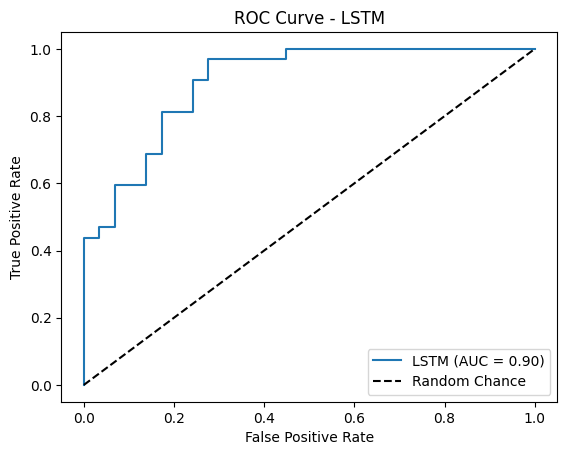 ROC Curve - LSTM
True Positive Rate
1.0
0.8
0.6
0.4
0.2
0.0
LSTM (AUC = 0.90)
Random Chance
0.0 0.2 0.4 0.6 0.8 1.0
False Positive Rate